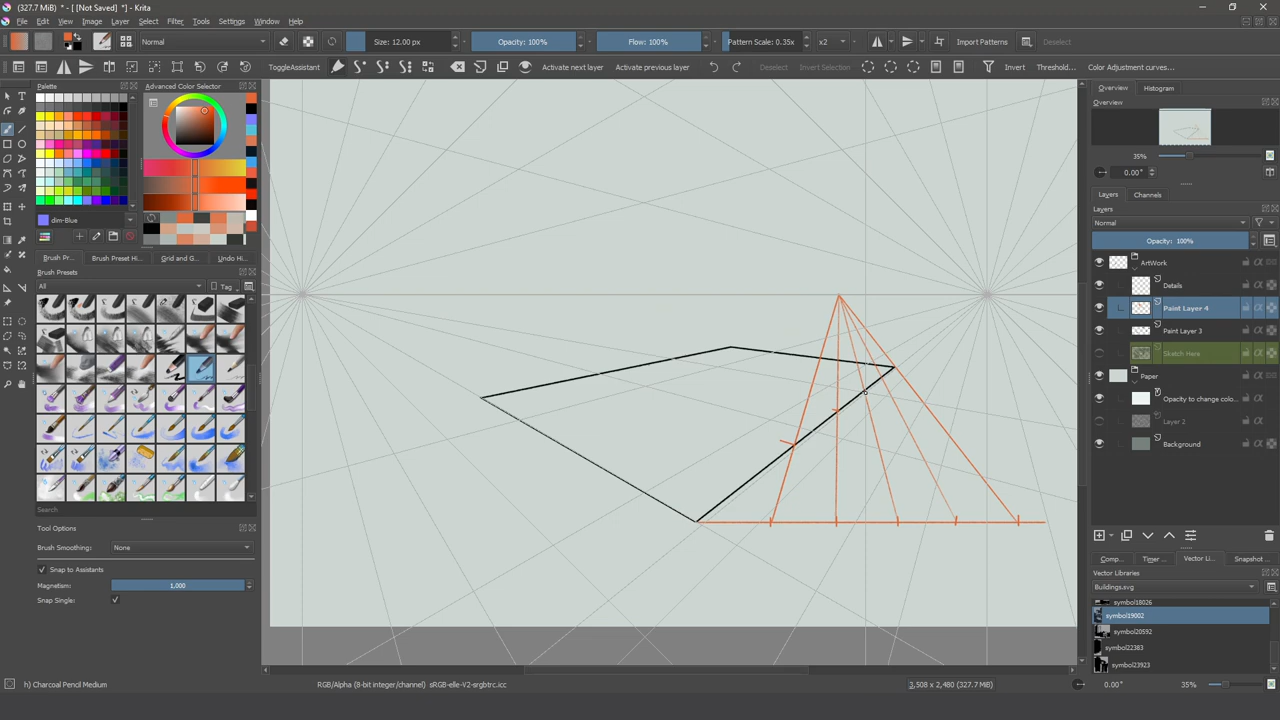 (327.7 MiB) * - [ [Not Saved] *) - Krita
File Edit View Image Layer Select Filter Tools Settings Window Help
Normal Size: 12.00 px Opacity: 100% Flow: 100% Pattern Scale: 0.35x x2 Import Patterns Deselect
ToggleAssistant Activate next layer Activate previous layer Deselect Invert Selection Invert Threshold... Color Adjustment curves...
Palette Advanced Color Selector
Overview Histogram
Overview
35%
0.00°
Layers Channels
Layers
Normal
Opacity: 100%
ArtWork
Details
Paint Layer 4
Paint Layer 3
Sketch Here
Paper
Opacity to change colo...
Layer 2
Background
dim-Blue
Brush Pr... Brush Preset Hi... Grid and G... Undo Hi...
Brush Presets
All Tag
Search
Tool Options
Brush Smoothing: None
Snap to Assistants
Magnetism: 1,000
Snap Single:
Comp... Timer ... Vector Li... Snapshot
Vector Libraries
Buildings.svg
symbol18026
symbol19002
symbol20592
symbol22383
symbol23923
h) Charcoal Pencil Medium RGB/Alpha (8-bit integer/channel) sRGB-elle-V2-srgbtrc.icc 3,508 x 2,480 (327.7 MiB) 0.00° 35%